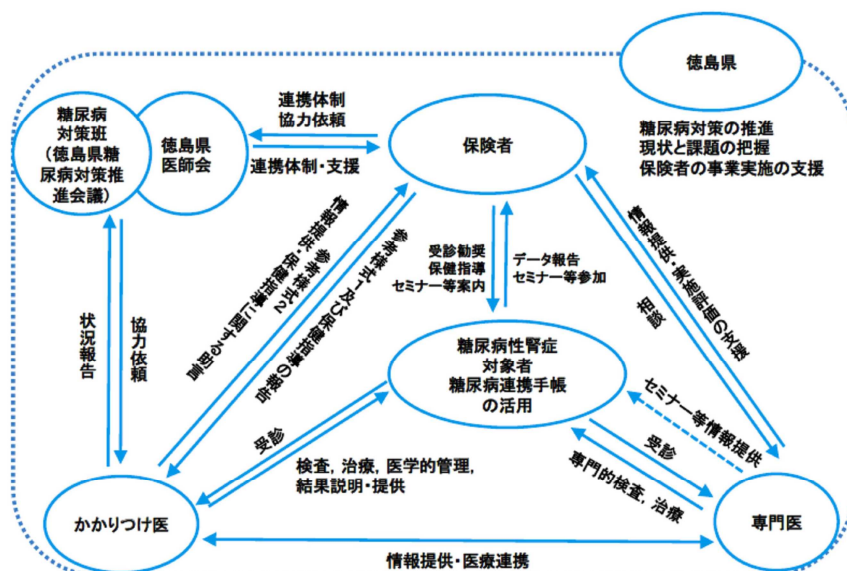 徳島県
糖尿病対策の推進
現状と課題の把握
保険者の事業実施の支援
糖尿病
対策班
（徳島県糖
尿病対策推
進会議）
徳島県
医師会
連携体制
協力依頼
連携体制・支援
保険者
情報提供・保健指導に関する助言
参考様式2
参考様式1及び保健指導の報告
受診勧奨
保健指導
セミナー等案内
データ報告
セミナー等参加
情報提供・実施評価の支援
相談
状況報告
協力依頼
糖尿病性腎症
対象者
糖尿病連携手帳
の活用
受診
検査，治療，医学的管理，
結果説明・提供
セミナー等情報提供
受診
専門的検査，治療
かかりつけ医
専門医
情報提供・医療連携